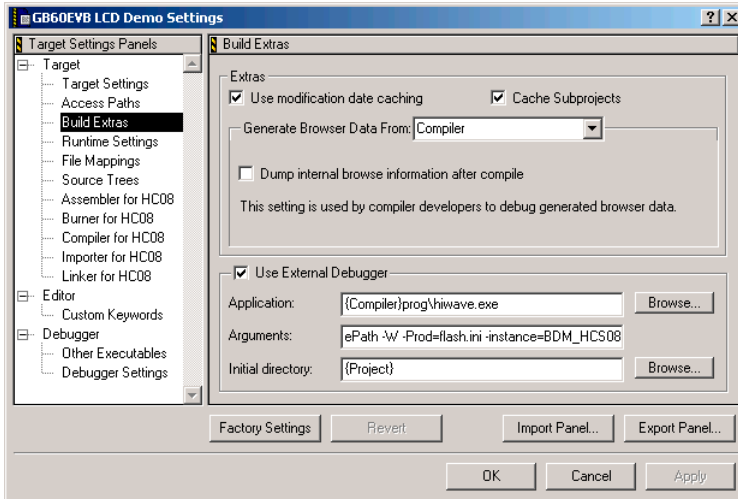 GB60EVB LCD Demo Settings
Target Settings Panels
Target
Target Settings
Access Paths
Build Extras
Runtime Settings
File Mappings
Source Trees
Assembler for HC08
Burner for HC08
Compiler for HC08
Importer for HC08
Linker for HC08
Editor
Custom Keywords
Debugger
Other Executables
Debugger Settings
Build Extras
Extras
Use modification date caching
Cache Subprojects
Generate Browser Data From: Compiler
Dump internal browse information after compile
This setting is used by compiler developers to debug generated browser data.
Use External Debugger
Application: {Compiler}prog\hiwave.exe Browse...
Arguments: ePath -W -Prod=flash.ini -instance=BDM_HCS08
Initial directory: {Project} Browse...
Factory Settings Revert Import Panel... Export Panel...
OK Cancel Apply